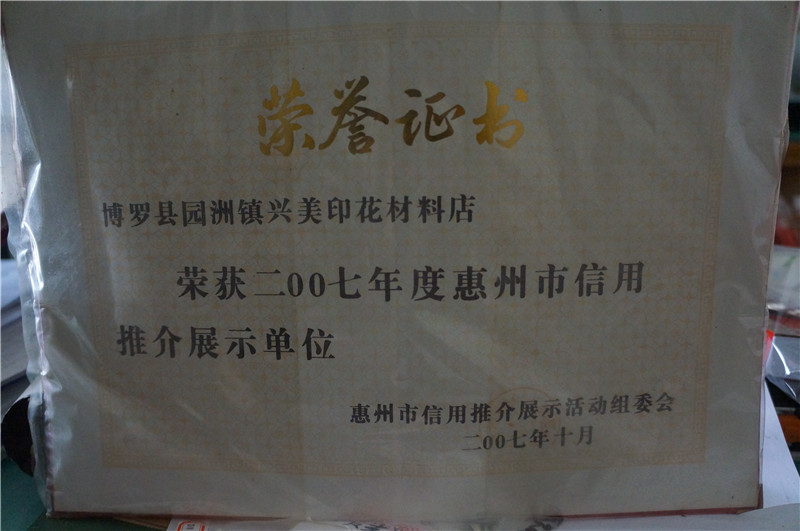 荣誉证书
博罗县园洲镇兴美印花材料店
荣获二00七年度惠州市信用
推介展示单位
惠州市信用推介展示活动组委会
二00七年十月